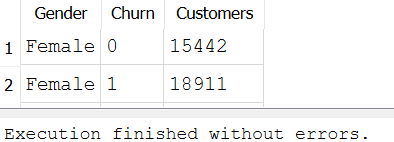 Gender Churn Customers
1 Female 0 15442
2 Female 1 18911
Execution finished without errors.